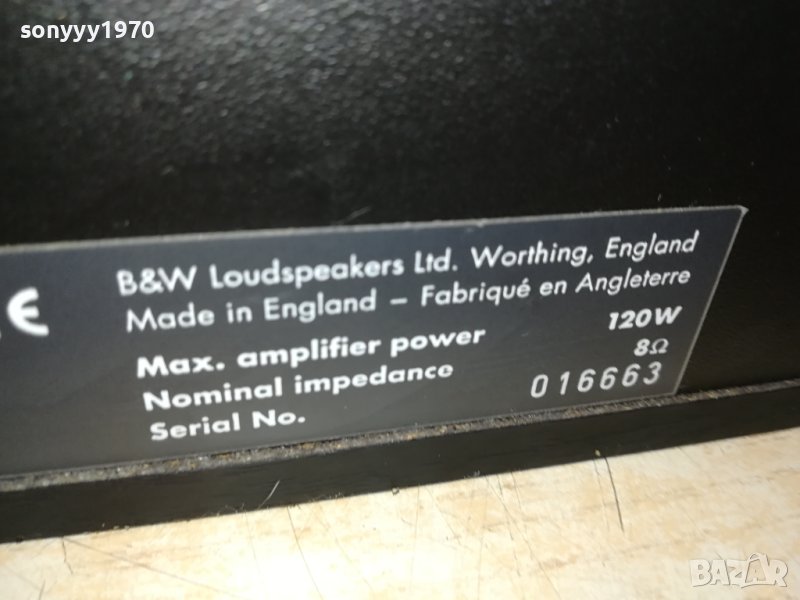 sonyyy1970
CE
B&W Loudspeakers Ltd. Worthing, England
Made in England – Fabriqué en Angleterre
Max. amplifier power 120W
Nominal impedance 8Ω
Serial No. 016663
BAZAR